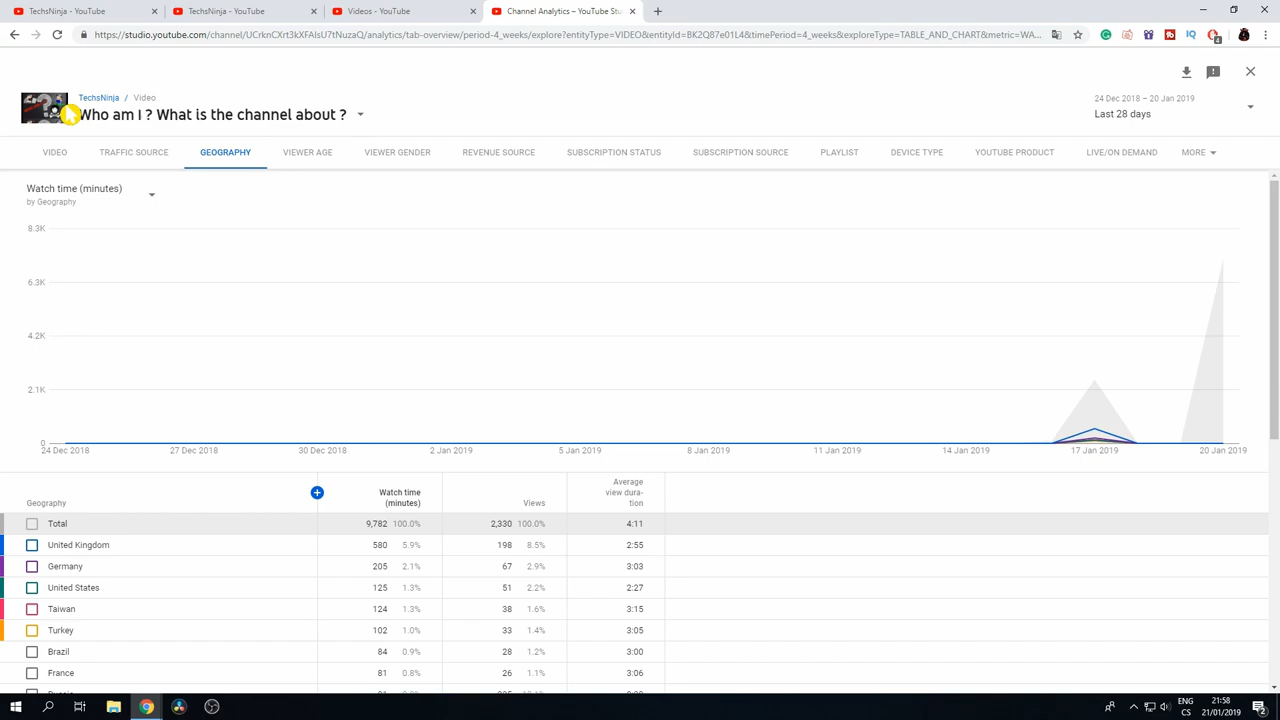 TechsNinja - YouTube
TechsNinja - YouTube
Videos - YouTube
Channel Analytics – YouTube Stu
https://studio.youtube.com/channel/UCrknCXrt3kXFAlsU7tNuzaQ/analytics/tab-overview/period-4_weeks/explore?entityType=VIDEO&entityId=BK2Q87e01L4&timePeriod=4_weeks&exploreType=TABLE_AND_CHART&metric=WA...
TechsNinja / Video
Who am I ? What is the channel about ?
24 Dec 2018 – 20 Jan 2019
Last 28 days
VIDEO TRAFFIC SOURCE GEOGRAPHY VIEWER AGE VIEWER GENDER REVENUE SOURCE SUBSCRIPTION STATUS SUBSCRIPTION SOURCE PLAYLIST DEVICE TYPE YOUTUBE PRODUCT LIVE/ON DEMAND MORE
Watch time (minutes)
by Geography
8.3K
6.3K
4.2K
2.1K
0
24 Dec 2018 27 Dec 2018 30 Dec 2018 2 Jan 2019 5 Jan 2019 8 Jan 2019 11 Jan 2019 14 Jan 2019 17 Jan 2019 20 Jan 2019
Geography
Watch time
(minutes)
Views
Average
view dura-
tion
Total 9,782 100.0% 2,330 100.0% 4:11
United Kingdom 580 5.9% 198 8.5% 2:55
Germany 205 2.1% 67 2.9% 3:03
United States 125 1.3% 51 2.2% 2:27
Taiwan 124 1.3% 38 1.6% 3:15
Turkey 102 1.0% 33 1.4% 3:05
Brazil 84 0.9% 28 1.2% 3:00
France 81 0.8% 26 1.1% 3:06
ENG
CS
21:58
21/01/2019
2